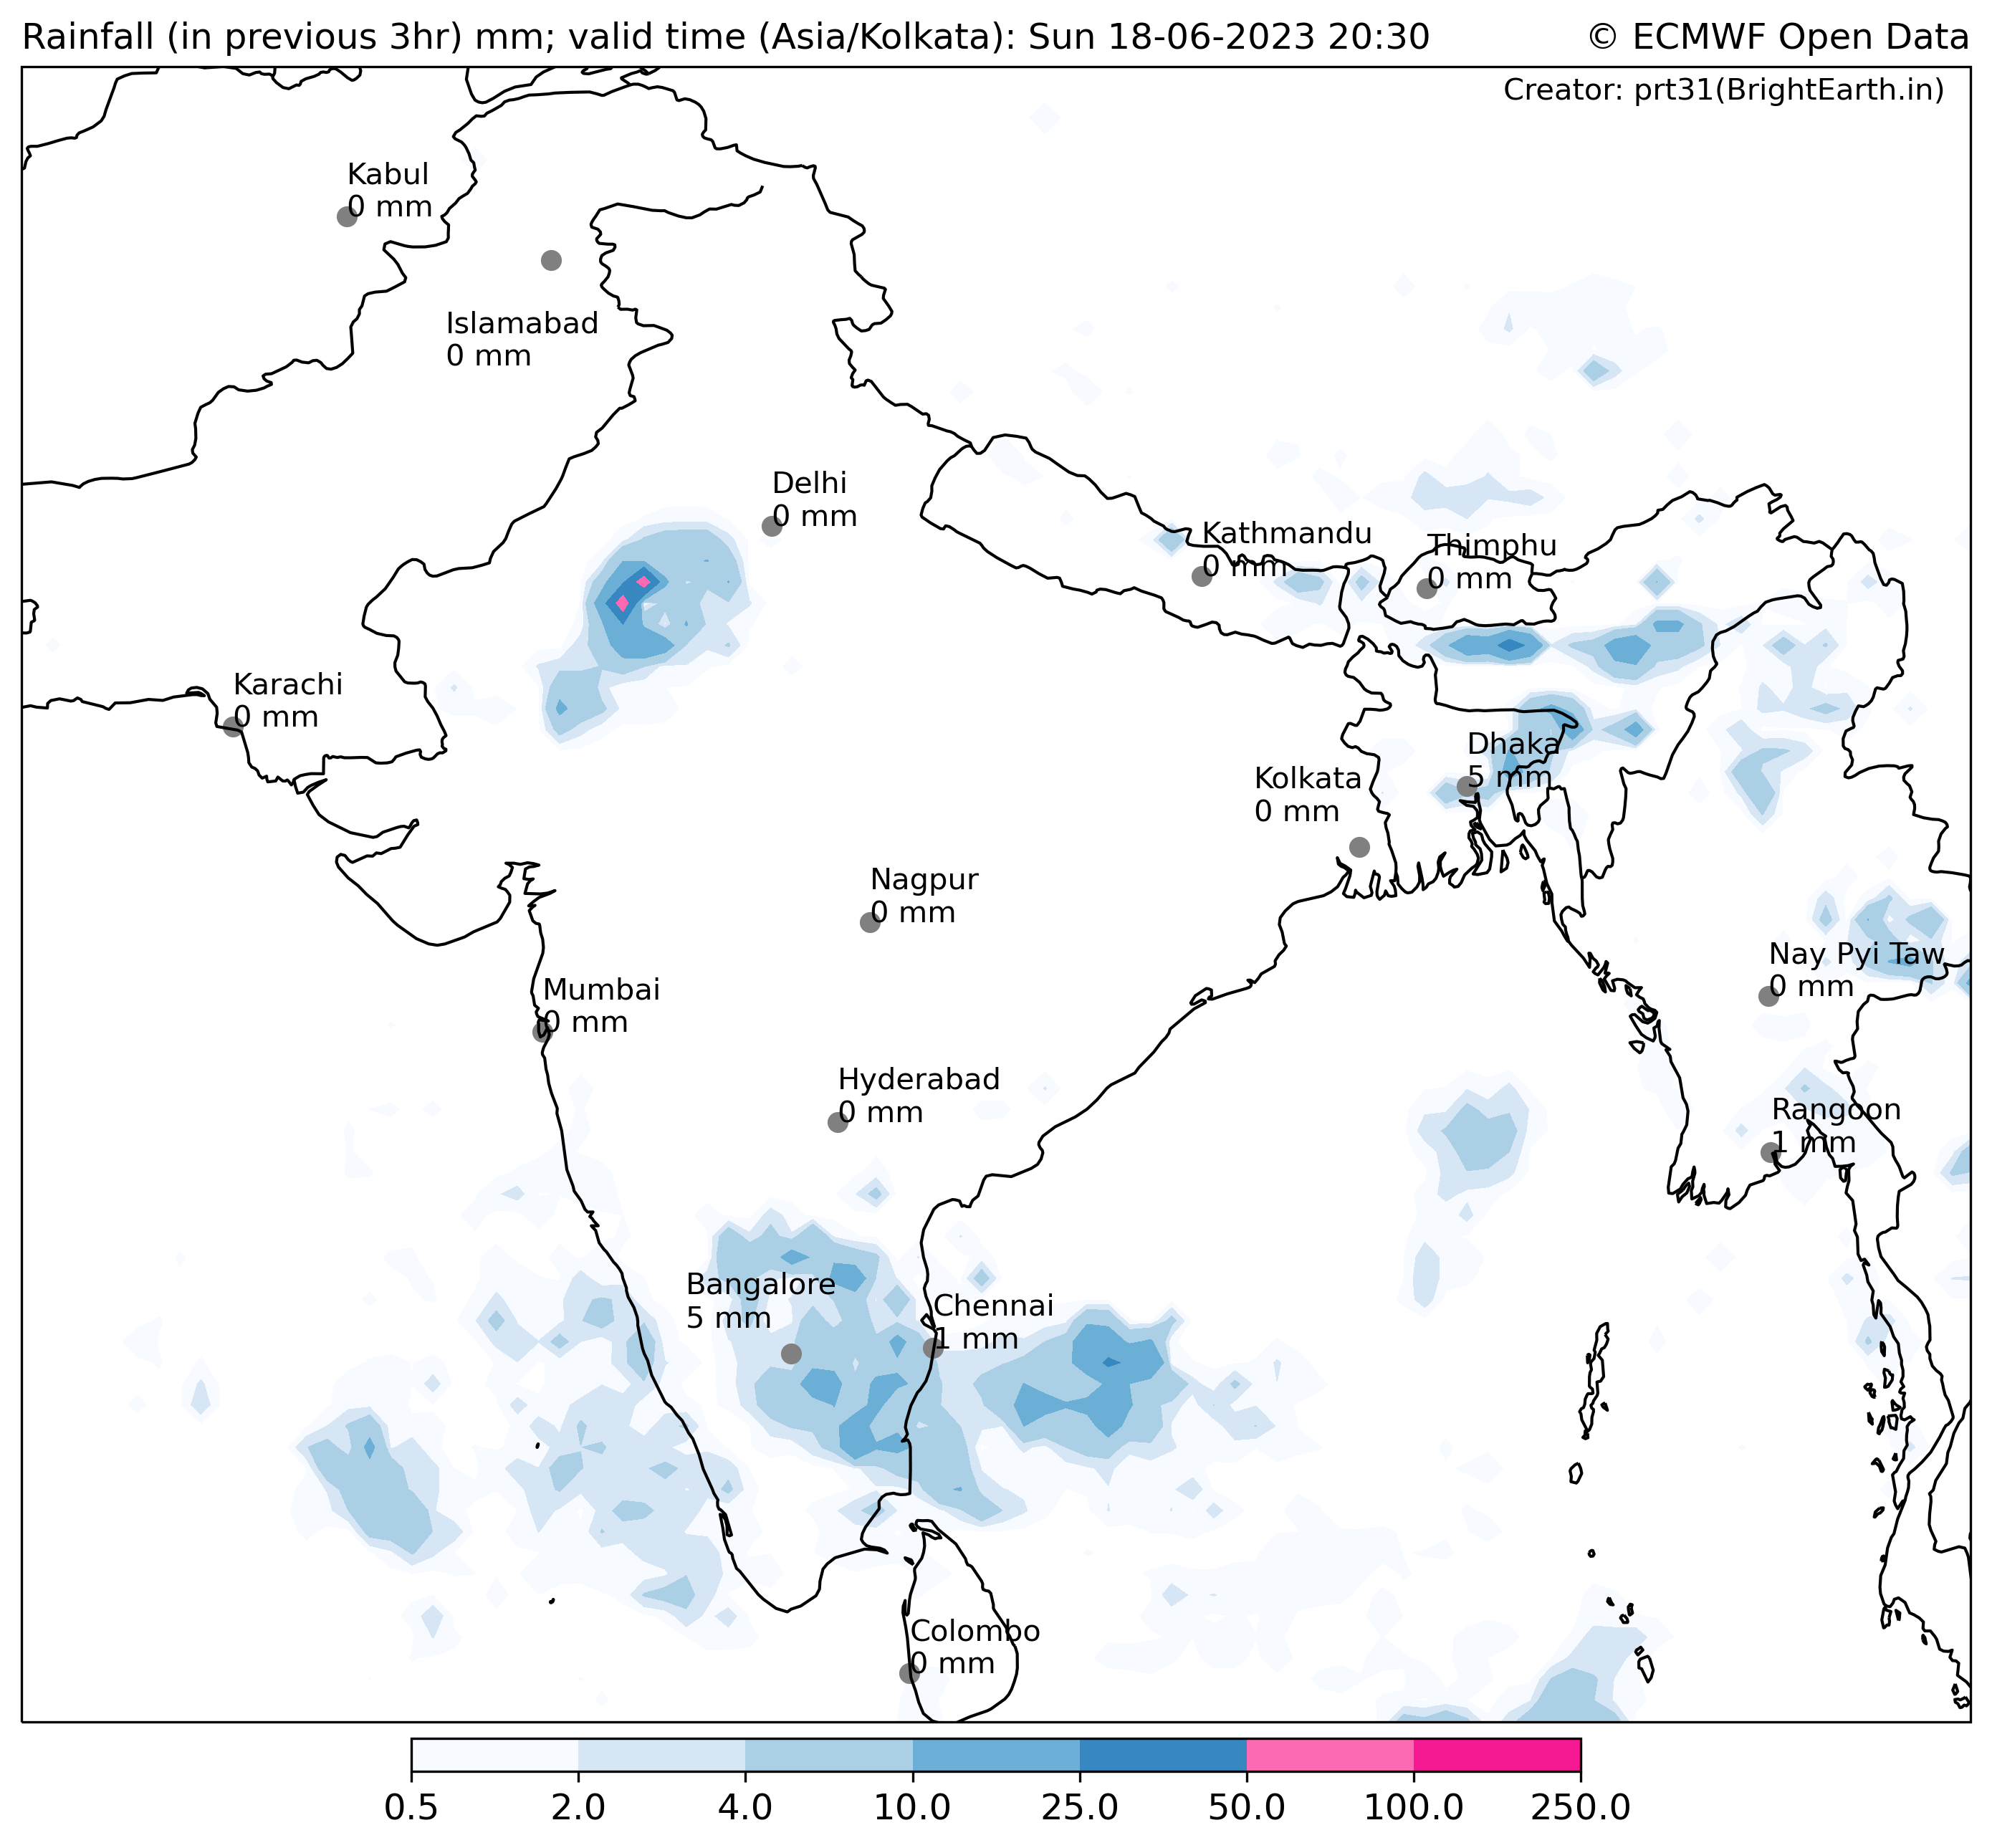 Rainfall (in previous 3hr) mm; valid time (Asia/Kolkata): Sun 18-06-2023 20:30
© ECMWF Open Data
Creator: prt31(BrightEarth.in)
Kabul
0 mm
Islamabad
0 mm
Delhi
0 mm
Kathmandu
0 mm
Thimphu
0 mm
Karachi
0 mm
Dhaka
5 mm
Kolkata
0 mm
Nagpur
0 mm
Nay Pyi Taw
0 mm
Mumbai
0 mm
Hyderabad
0 mm
Rangoon
1 mm
Bangalore
5 mm
Chennai
1 mm
Colombo
0 mm
0.5 2.0 4.0 10.0 25.0 50.0 100.0 250.0